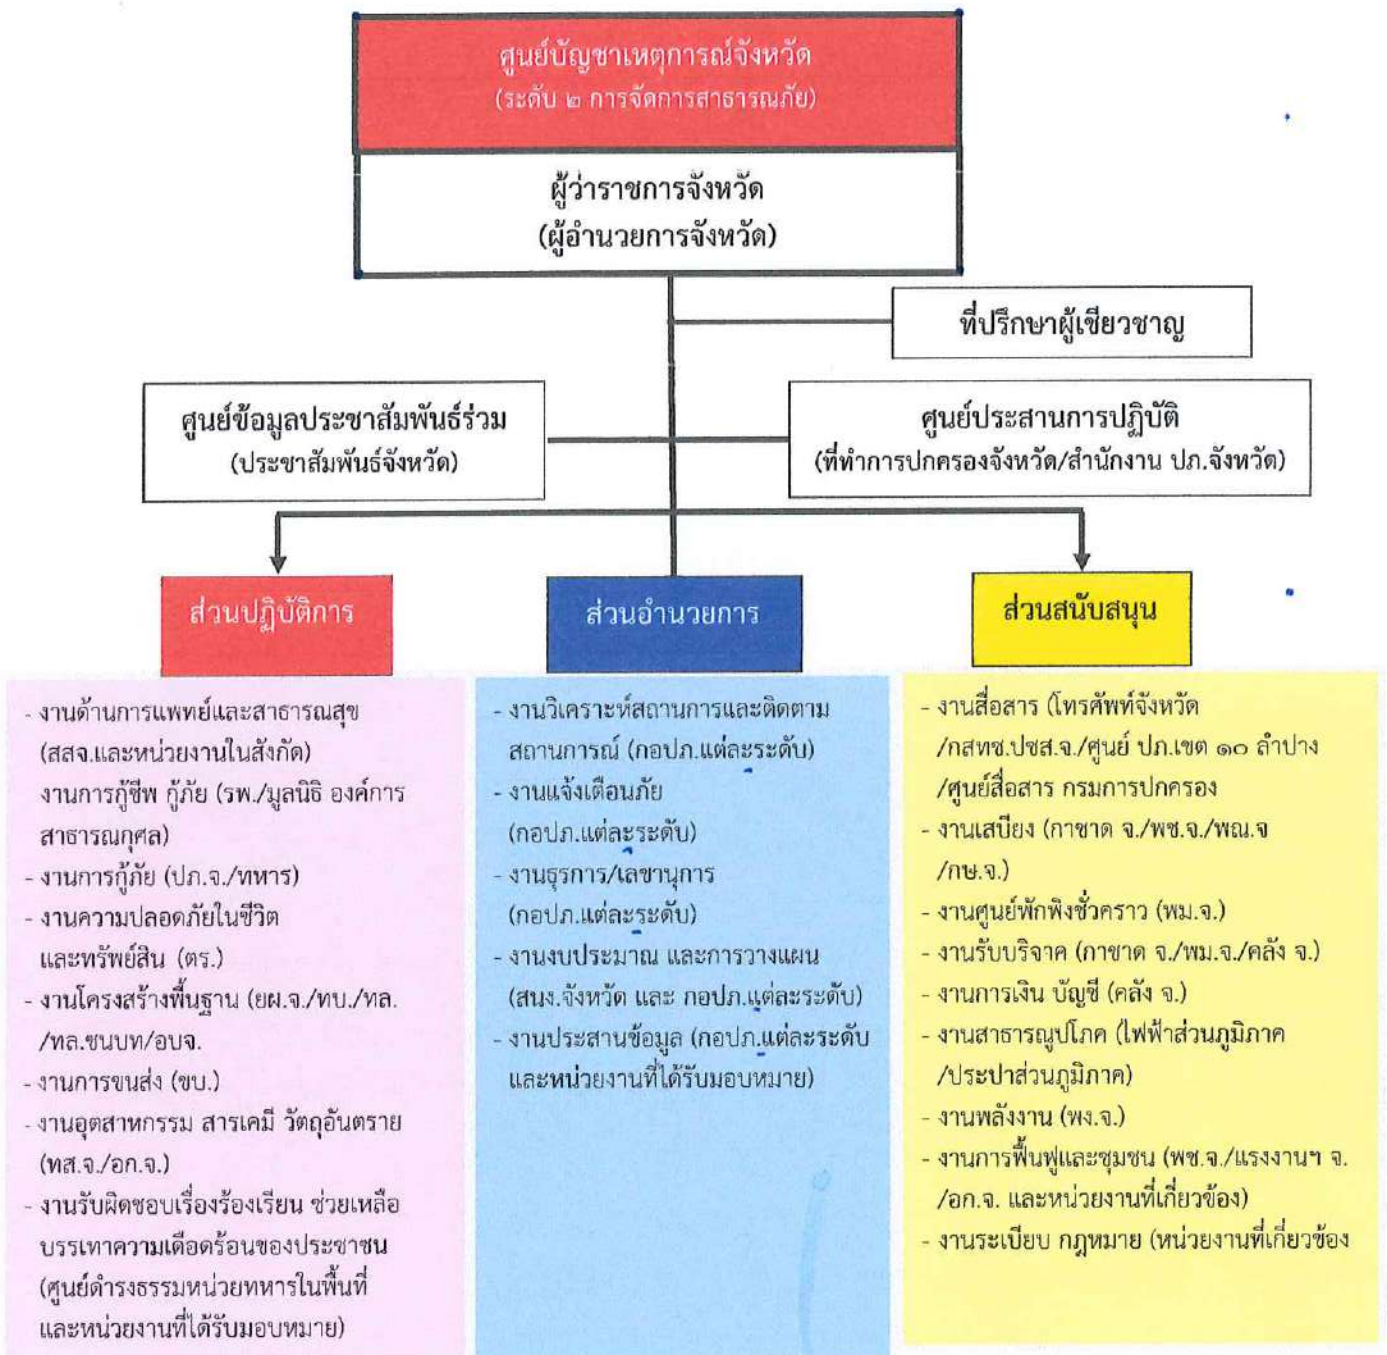 ศูนย์บัญชาเหตุการณ์จังหวัด
(ระดับ ๒ การจัดการสาธารณภัย)
ผู้ว่าราชการจังหวัด
(ผู้อำนวยการจังหวัด)
ที่ปรึกษาผู้เชียวชาญ
ศูนย์ข้อมูลประชาสัมพันธ์ร่วม
(ประชาสัมพันธ์จังหวัด)
ศูนย์ประสานการปฏิบัติ
(ที่ทำการปกครองจังหวัด/สำนักงาน ปภ.จังหวัด)
ส่วนปฏิบัติการ
- งานด้านการแพทย์และสาธารณสุข
(สสจ.และหน่วยงานในสังกัด)
งานการกู้ชีพ กู้ภัย (รพ./มูลนิธิ องค์การ
สาธารณกุศล)
- งานการกู้ภัย (ปภ.จ./ทหาร)
- งานความปลอดภัยในชีวิต
และทรัพย์สิน (ตร.)
- งานโครงสร้างพื้นฐาน (ยผ.จ./ทบ./ทล.
/ทล.ชนบท/อบจ.
- งานการขนส่ง (ขบ.)
- งานอุตสาหกรรม สารเคมี วัตถุอันตราย
(ทส.จ./อก.จ.)
- งานรับผิดชอบเรื่องร้องเรียน ช่วยเหลือ
บรรเทาความเดือดร้อนของประชาชน
(ศูนย์ดำรงธรรมหน่วยทหารในพื้นที่
และหน่วยงานที่ได้รับมอบหมาย)
ส่วนอำนวยการ
- งานวิเคราะห์สถานการและติดตาม
สถานการณ์ (กอปภ.แต่ละระดับ)
- งานแจ้งเตือนภัย
(กอปภ.แต่ละระดับ)
- งานธุรการ/เลขานุการ
(กอปภ.แต่ละระดับ)
- งานงบประมาณ และการวางแผน
(สนง.จังหวัด และ กอปภ.แต่ละระดับ)
- งานประสานข้อมูล (กอปภ.แต่ละระดับ
และหน่วยงานที่ได้รับมอบหมาย)
ส่วนสนับสนุน
- งานสื่อสาร (โทรศัพท์จังหวัด
/กสทช.ปชส.จ./ศูนย์ ปภ.เขต ๑๐ ลำปาง
/ศูนย์สื่อสาร กรมการปกครอง
- งานเสบียง (กาชาด จ./พช.จ./พณ.จ
/กษ.จ.)
- งานศูนย์พักพิงชั่วคราว (พม.จ.)
- งานรับบริจาค (กาชาด จ./พม.จ./คลัง จ.)
- งานการเงิน บัญชี (คลัง จ.)
- งานสาธารณูปโภค (ไฟฟ้าส่วนภูมิภาค
/ประปาส่วนภูมิภาค)
- งานพลังงาน (พง.จ.)
- งานการฟื้นฟูและชุมชน (พช.จ./แรงงานฯ จ.
/อก.จ. และหน่วยงานที่เกี่ยวข้อง)
- งานระเบียบ กฎหมาย (หน่วยงานที่เกี่ยวข้อง